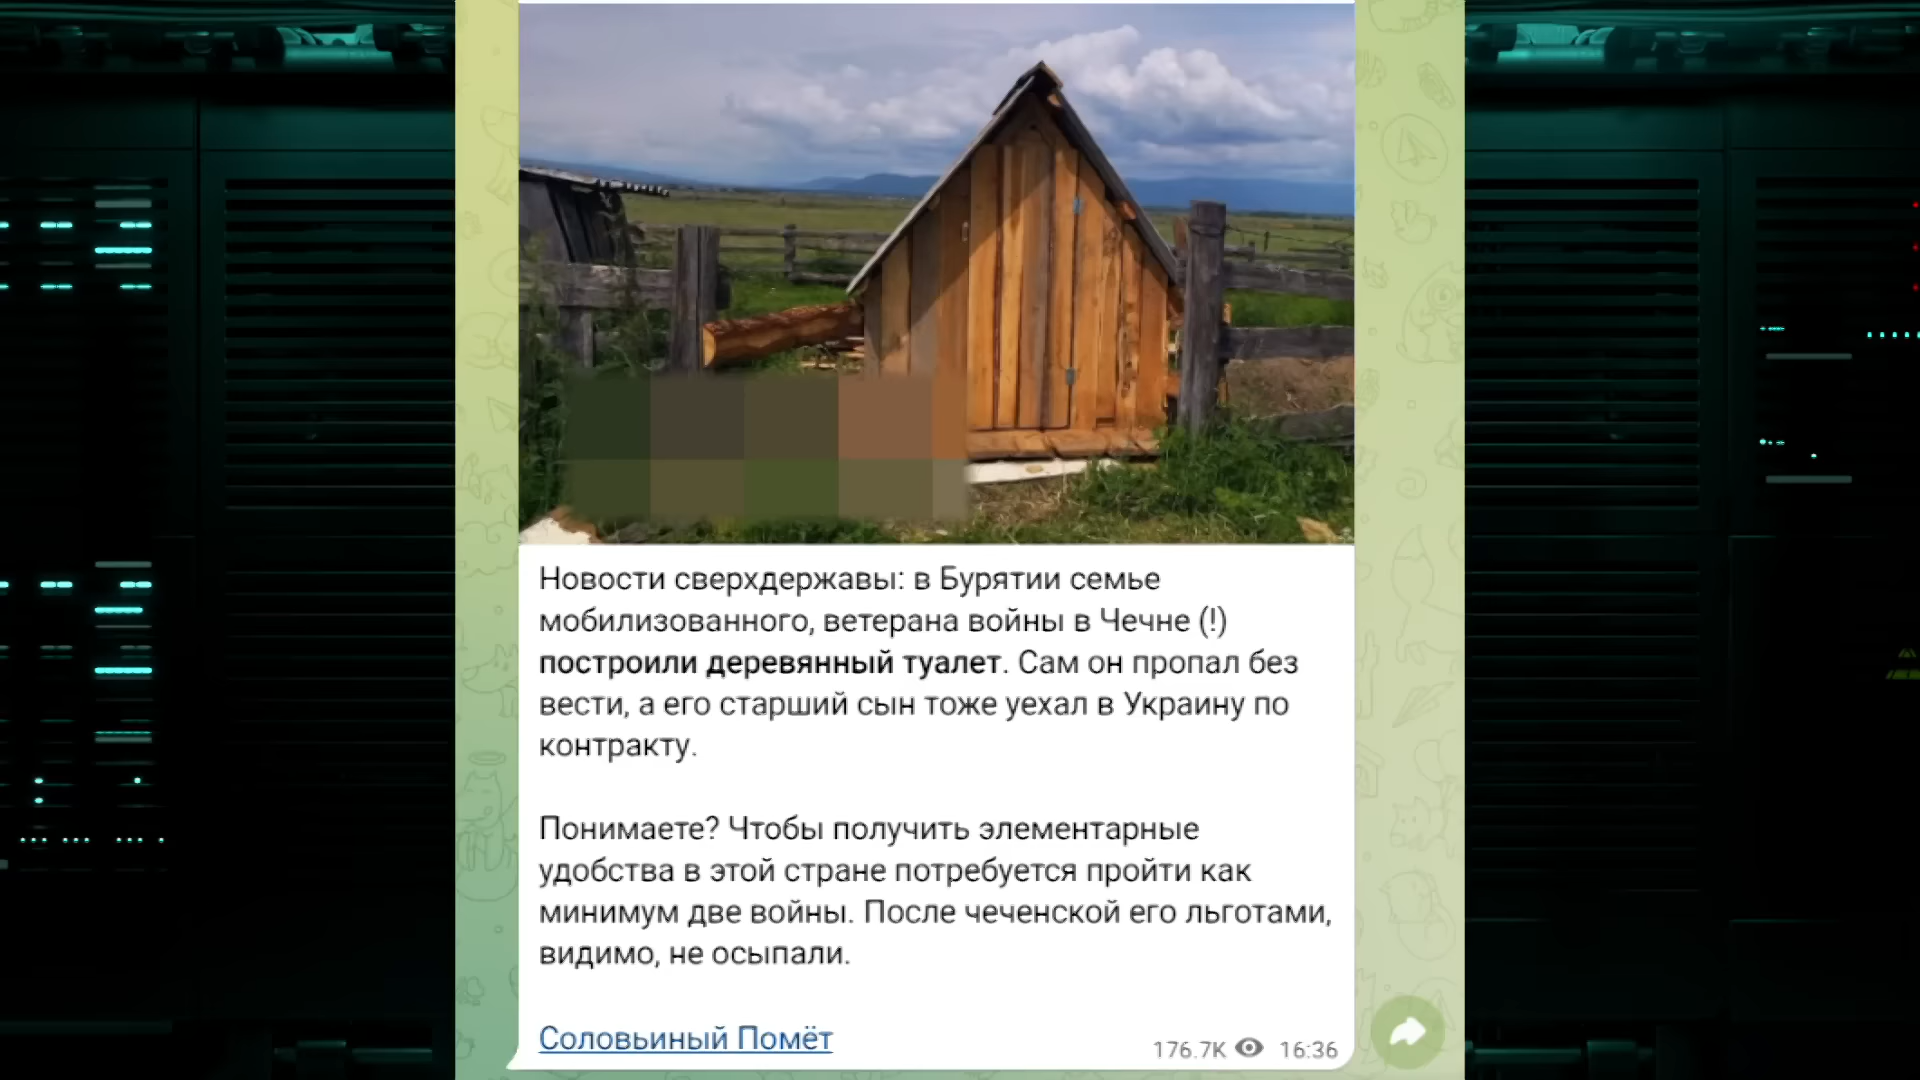 Новости сверхдержавы: в Бурятии семье
мобилизованного, ветерана войны в Чечне (!)
построили деревянный туалет. Сам он пропал без
вести, а его старший сын тоже уехал в Украину по
контракту.
Понимаете? Чтобы получить элементарные
удобства в этой стране потребуется пройти как
минимум две войны. После чеченской его льготами,
видимо, не осыпали.
Соловьиный Помёт
176.7K 16:36